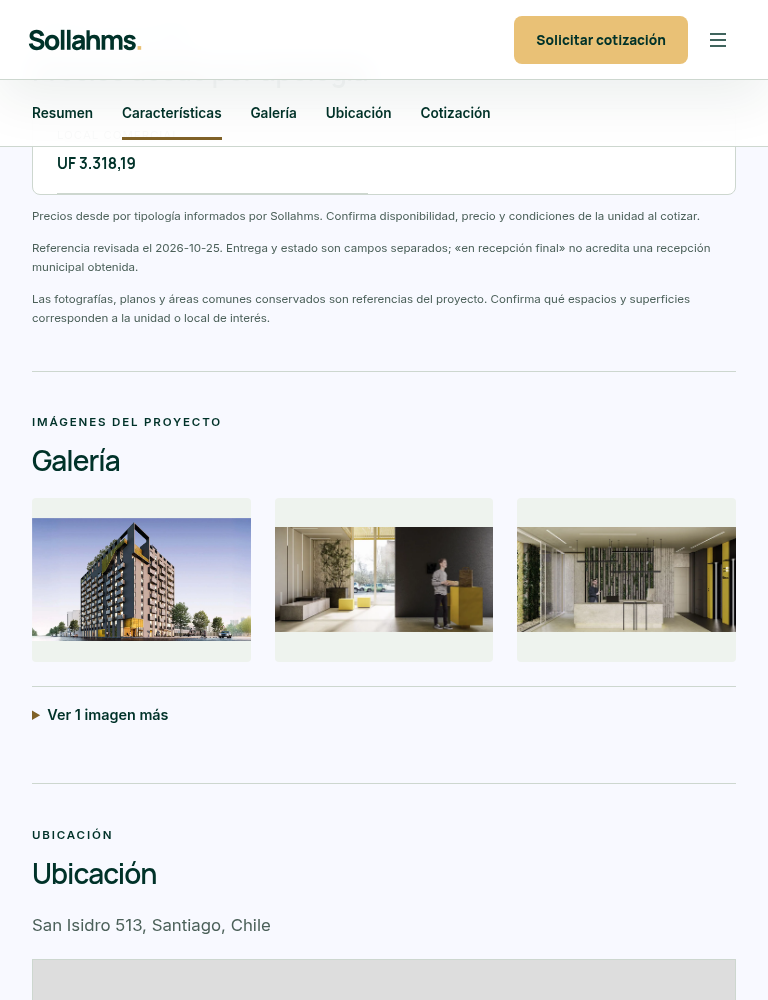 Sollahms.
Solicitar cotización
Resumen
Características
Galería
Ubicación
Cotización
UF 3.318,19
Precios desde por tipología informados por Sollahms. Confirma disponibilidad, precio y condiciones de la unidad al cotizar.
Referencia revisada el 2026-10-25. Entrega y estado son campos separados; «en recepción final» no acredita una recepción
municipal obtenida.
Las fotografías, planos y áreas comunes conservados son referencias del proyecto. Confirma qué espacios y superficies
corresponden a la unidad o local de interés.
IMÁGENES DEL PROYECTO
Galería
Ver 1 imagen más
UBICACIÓN
Ubicación
San Isidro 513, Santiago, Chile